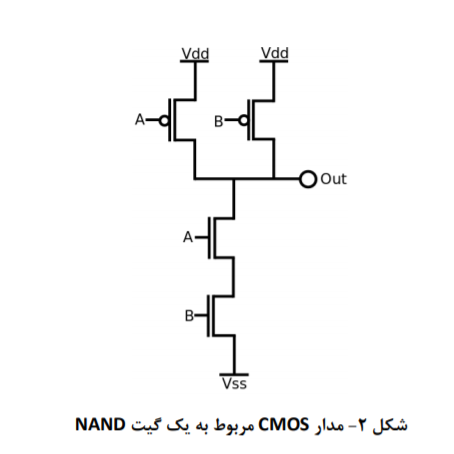 Vdd Vdd
A B
Out
A
B
Vss
شکل ۲- مدار CMOS مربوط به یک گیت NAND